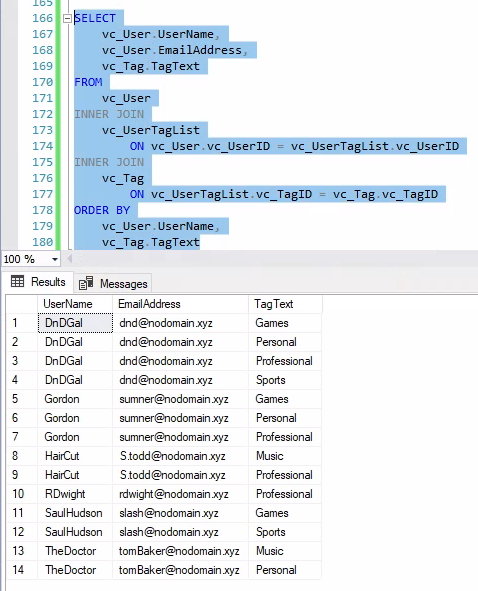 165
166 SELECT
167 vc_User.UserName,
168 vc_User.EmailAddress,
169 vc_Tag.TagText
170 FROM
171 vc_User
172 INNER JOIN
173 vc_UserTagList
174 ON vc_User.vc_UserID = vc_UserTagList.vc_UserID
175 INNER JOIN
176 vc_Tag
177 ON vc_UserTagList.vc_TagID = vc_Tag.vc_TagID
178 ORDER BY
179 vc_User.UserName,
180 vc_Tag.TagText
100 %
Results Messages
UserName EmailAddress TagText
1 DnDGal dnd@nodomain.xyz Games
2 DnDGal dnd@nodomain.xyz Personal
3 DnDGal dnd@nodomain.xyz Professional
4 DnDGal dnd@nodomain.xyz Sports
5 Gordon sumner@nodomain.xyz Games
6 Gordon sumner@nodomain.xyz Personal
7 Gordon sumner@nodomain.xyz Professional
8 HairCut S.todd@nodomain.xyz Music
9 HairCut S.todd@nodomain.xyz Professional
10 RDwight rdwight@nodomain.xyz Professional
11 SaulHudson slash@nodomain.xyz Games
12 SaulHudson slash@nodomain.xyz Sports
13 TheDoctor tomBaker@nodomain.xyz Music
14 TheDoctor tomBaker@nodomain.xyz Personal